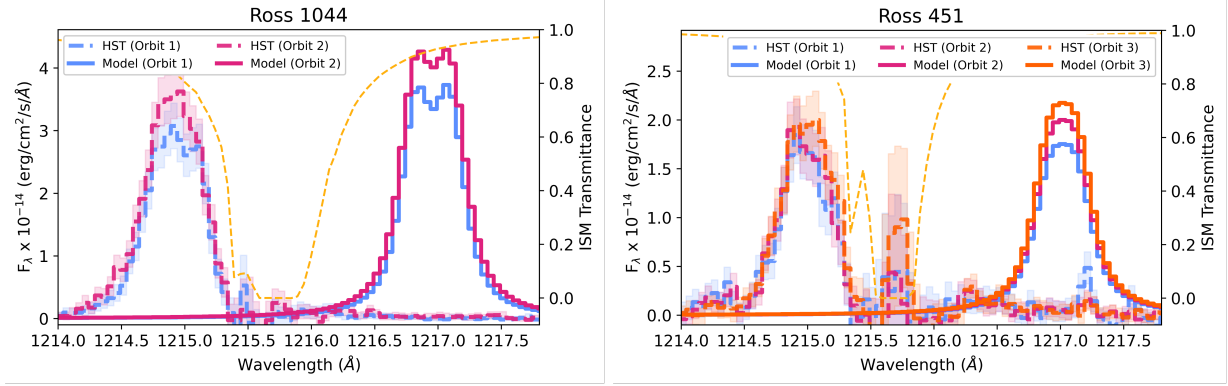 Ross 1044
HST (Orbit 1)
HST (Orbit 2)
Model (Orbit 1)
Model (Orbit 2)
F_λ x 10^{-14} (erg/cm^2/s/Å)
4
3
2
1
0
1214.0 1214.5 1215.0 1215.5 1216.0 1216.5 1217.0 1217.5
Wavelength (Å)
1.0
0.8
0.6
0.4
0.2
0.0
ISM Transmittance
Ross 451
HST (Orbit 1)
HST (Orbit 2)
HST (Orbit 3)
Model (Orbit 1)
Model (Orbit 2)
Model (Orbit 3)
F_λ x 10^{-14} (erg/cm^2/s/Å)
2.5
2.0
1.5
1.0
0.5
0.0
1214.0 1214.5 1215.0 1215.5 1216.0 1216.5 1217.0 1217.5
Wavelength (Å)
1.0
0.8
0.6
0.4
0.2
0.0
ISM Transmittance